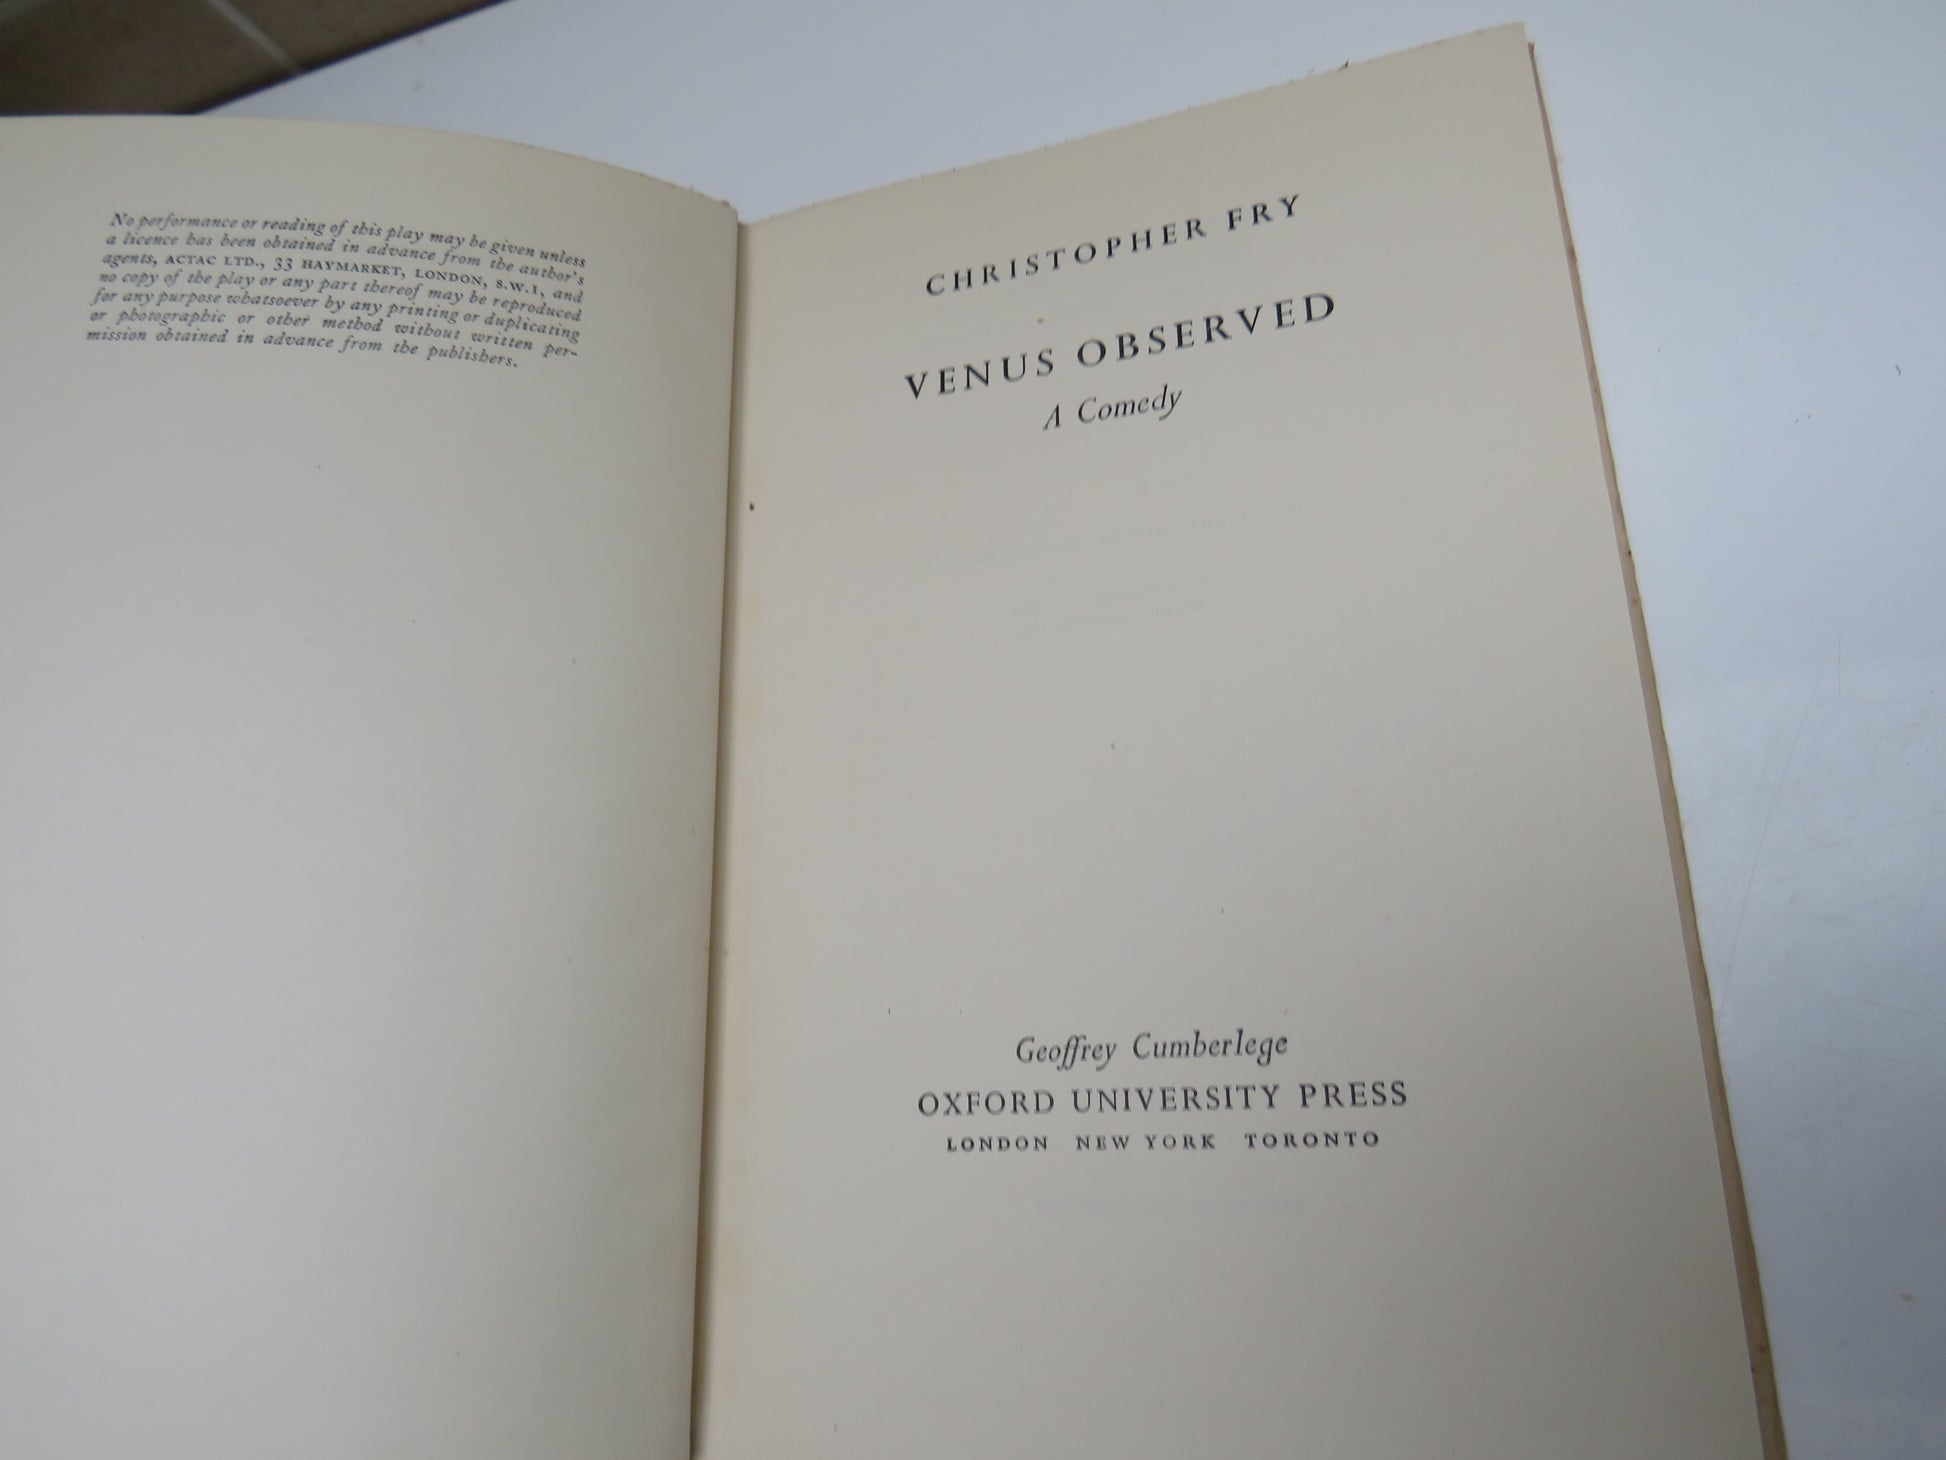 No performance or reading of this play may be given unless
a licence has been obtained in advance from the author's
agents, ACTAC LTD., 33 HAYMARKET, LONDON, S.W.1, and
no copy of the play or any part thereof may be reproduced
for any purpose whatsoever by any printing or duplicating
or photographic or other method without written per-
mission obtained in advance from the publishers.
CHRISTOPHER FRY
VENUS OBSERVED
A Comedy
Geoffrey Cumberlege
OXFORD UNIVERSITY PRESS
LONDON NEW YORK TORONTO